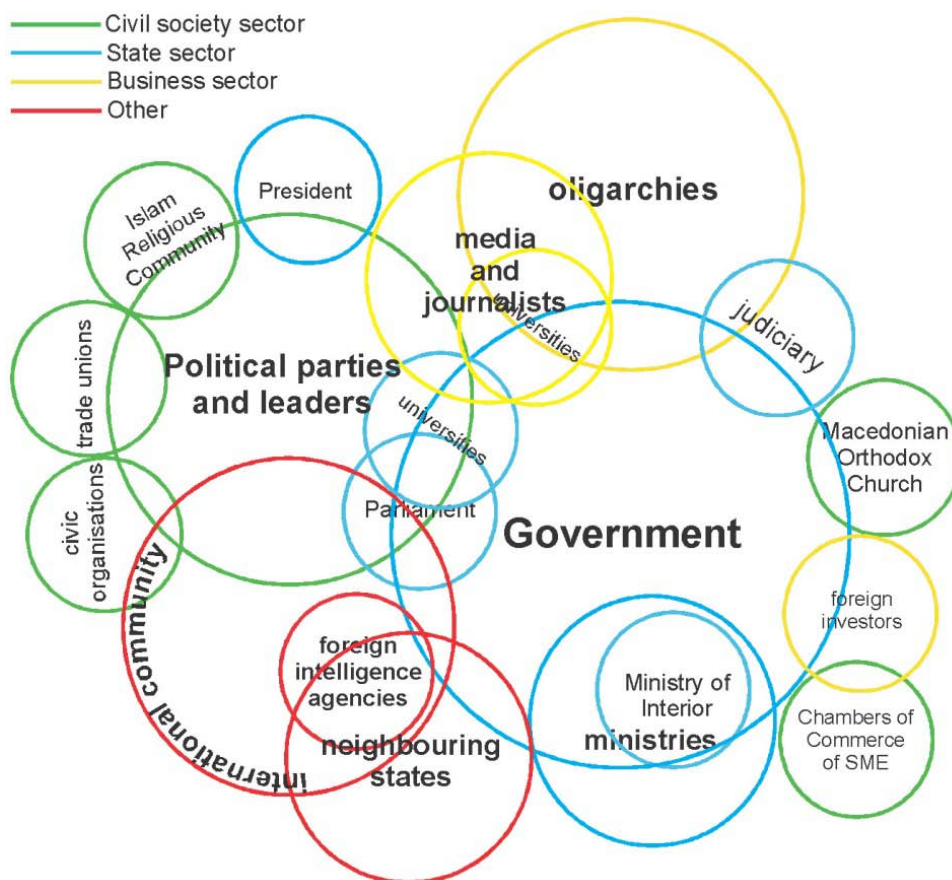 Civil society sector
State sector
Business sector
Other
President
Islam
Religious
Community
oligarchies
media
and
journalists
universities
judiciary
trade unions
Political parties
and leaders
universities
Macedonian
Orthodox
Church
civic
organisations
Parliament
Government
international community
foreign
intelligence
agencies
foreign
investors
Ministry of
Interior
ministries
neighbouring
states
Chambers of
Commerce
of SME